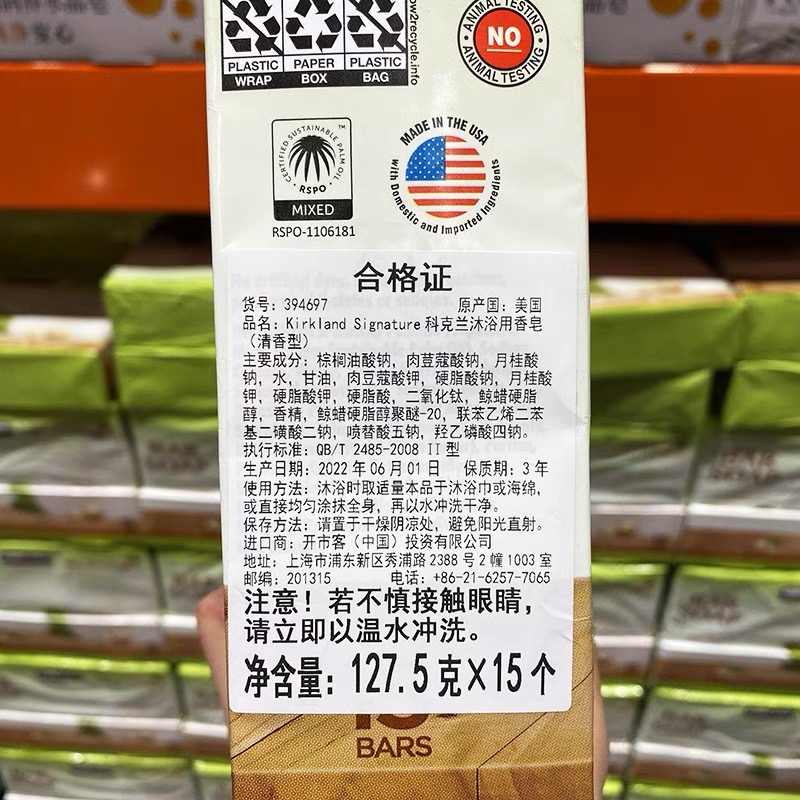 PLASTIC WRAP
PAPER BOX
PLASTIC BAG
how2recycle.info
ANIMAL TESTING
NO
ANIMAL TESTING
CERTIFIED SUSTAINABLE PALM OIL
TM
RSPO
MIXED
RSPO-1106181
MADE IN THE USA
with Domestic and Imported Ingredients
合格证
货号：394697 原产国：美国
品名：Kirkland Signature 科克兰沐浴用香皂
（清香型）
主要成分：棕榈油酸钠，肉荳蔻酸钠，月桂酸
钠，水，甘油，肉豆蔻酸钾，硬脂酸钠，月桂酸
钾，硬脂酸钾，硬脂酸，二氧化钛，鲸蜡硬脂
醇，香精，鲸蜡硬脂醇聚醚-20，联苯乙烯二苯
基二磺酸二钠，喷替酸五钠，羟乙磷酸四钠。
执行标准：QB/T 2485-2008 II 型
生产日期：2022 年 06 月 01 日 保质期：3 年
使用方法：沐浴时取适量本品于沐浴巾或海绵，
或直接均匀涂抹全身，再以水冲洗干净。
保存方法：请置于干燥阴凉处，避免阳光直射。
进口商：开市客（中国）投资有限公司
地址：上海市浦东新区秀浦路 2388 号 2 幢 1003 室
邮编：201315 电话：+86-21-6257-7065
注意！若不慎接触眼睛，
请立即以温水冲洗。
净含量：127.5克×15个
BARS